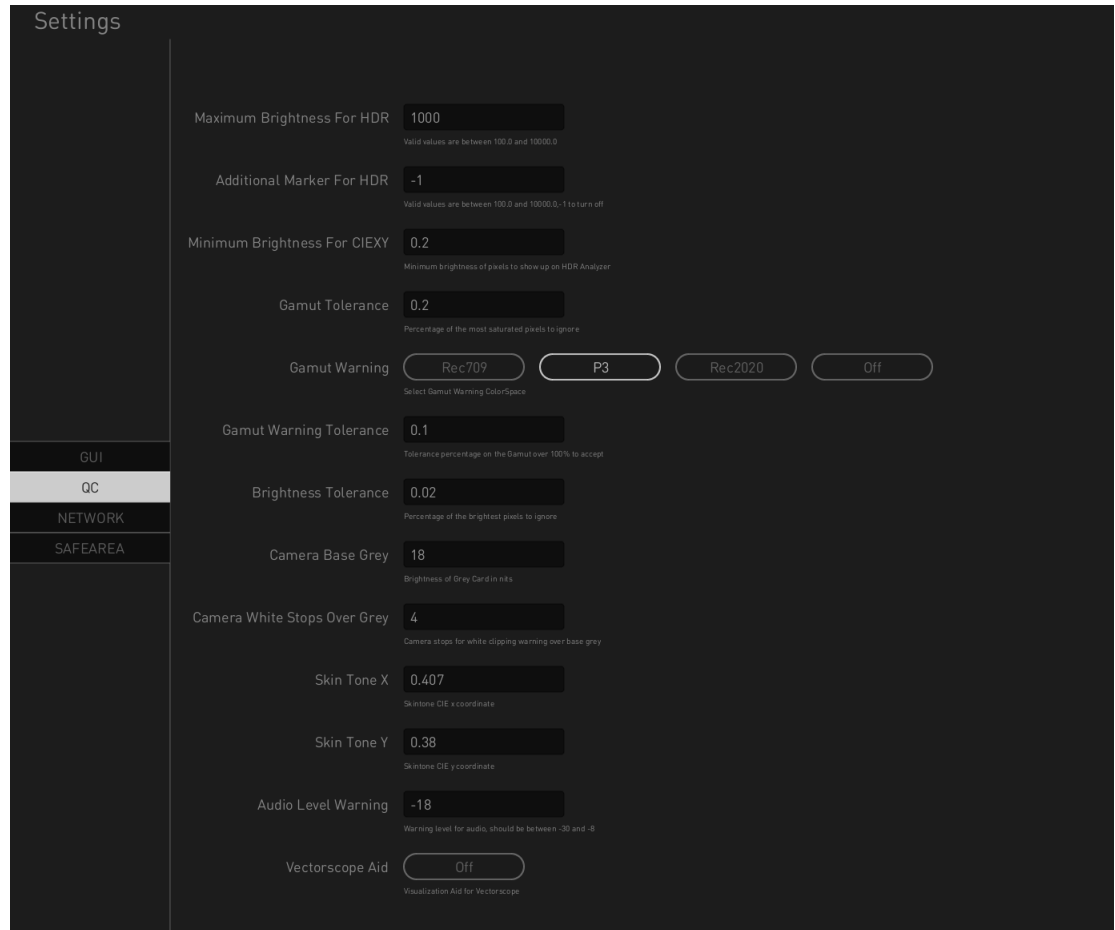 Settings
Maximum Brightness For HDR 1000
Valid values are between 100.0 and 10000.0
Additional Marker For HDR -1
Valid values are between 100.0 and 10000.0,-1 to turn off
Minimum Brightness For CIEXY 0.2
Minimum brightness of pixels to show up on HDR Analyzer
Gamut Tolerance 0.2
Percentage of the most saturated pixels to ignore
Gamut Warning Rec709 P3 Rec2020 Off
Select Gamut Warning ColorSpace
Gamut Warning Tolerance 0.1
Tolerance percentage on the Gamut over 100% to accept
GUI
QC
NETWORK
SAFEAREA
Brightness Tolerance 0.02
Percentage of the brightest pixels to ignore
Camera Base Grey 18
Brightness of Grey Card in nits
Camera White Stops Over Grey 4
Camera stops for white clipping warning over base grey
Skin Tone X 0.407
Skintone CIE x coordinate
Skin Tone Y 0.38
Skintone CIE y coordinate
Audio Level Warning -18
Warning level for audio, should be between -30 and -8
Vectorscope Aid Off
Visualization Aid for Vectorscope